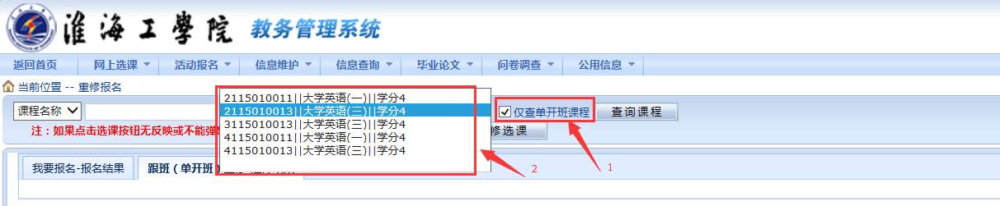 淮海工學院 教务管理系统
返回首页 网上选课 活动报名 信息维护 信息查询 毕业论文 问卷调查 公用信息
当前位置 -- 重修报名
2115010011||大学英语(一)||学分4
课程名称 2115010013||大学英语(三)||学分4 仅查单开班课程 查询课程
3115010013||大学英语(三)||学分4
注：如果点击选课按钮无反映或不能弹 修选课
4115010011||大学英语(一)||学分4
4115010013||大学英语(三)||学分4
2 1
我要报名-报名结果 跟班（单开班）